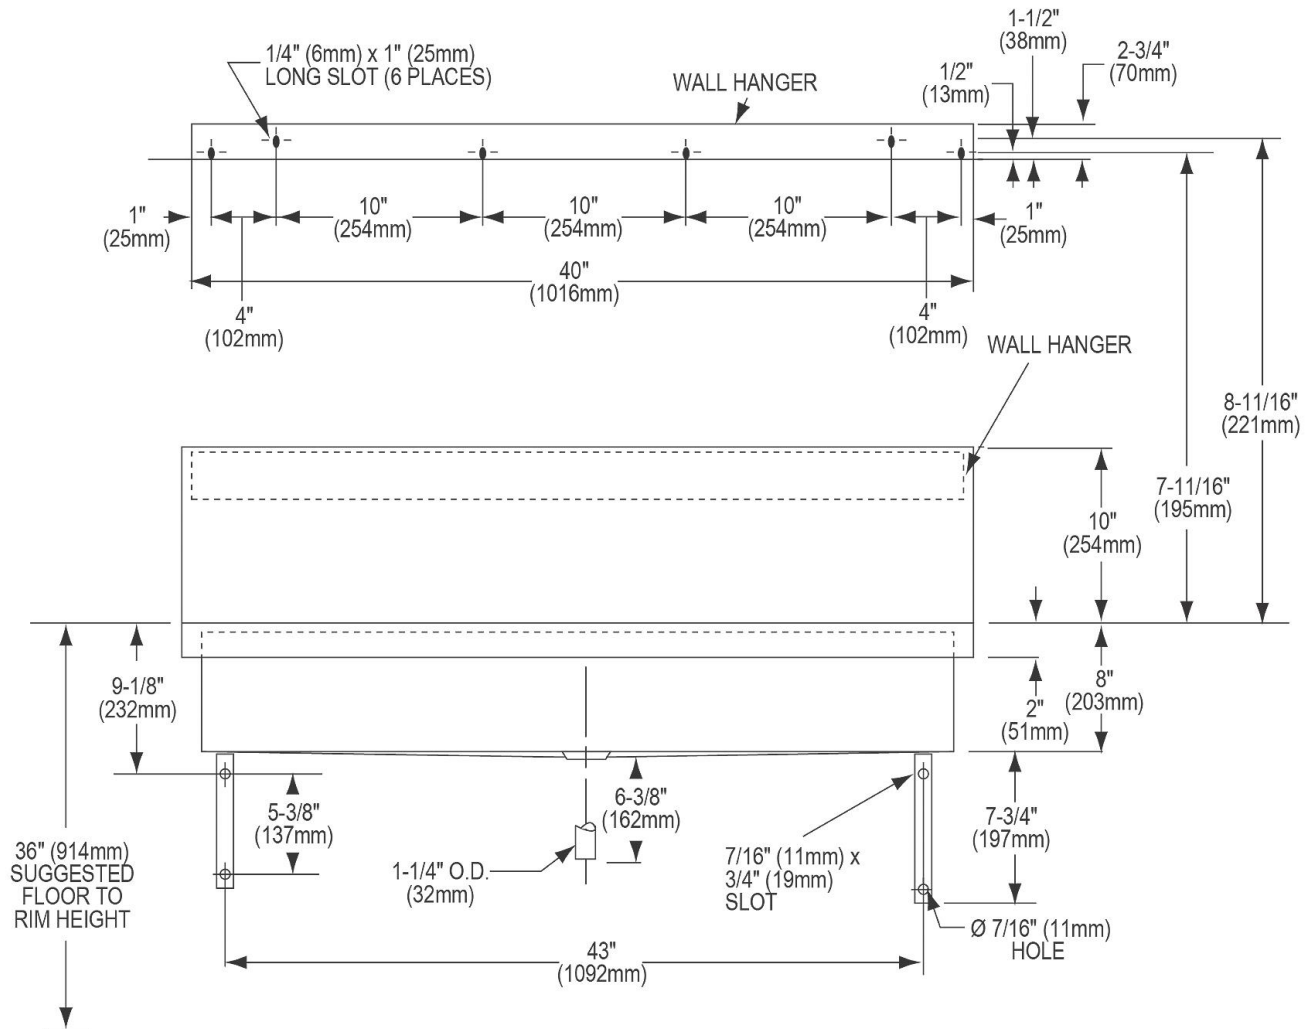 1-1/2"
(38mm)
2-3/4"
(70mm)
1/2"
(13mm)
1/4" (6mm) x 1" (25mm)
LONG SLOT (6 PLACES)
WALL HANGER
1"
(25mm)
10"
(254mm)
10"
(254mm)
10"
(254mm)
1"
(25mm)
40"
(1016mm)
4"
(102mm)
4"
(102mm)
WALL HANGER
8-11/16"
(221mm)
7-11/16"
(195mm)
10"
(254mm)
9-1/8"
(232mm)
8"
(203mm)
2"
(51mm)
5-3/8"
(137mm)
6-3/8"
(162mm)
7-3/4"
(197mm)
36" (914mm)
SUGGESTED
FLOOR TO
RIM HEIGHT
1-1/4" O.D.
(32mm)
7/16" (11mm) x
3/4" (19mm)
SLOT
Ø 7/16" (11mm)
HOLE
43"
(1092mm)